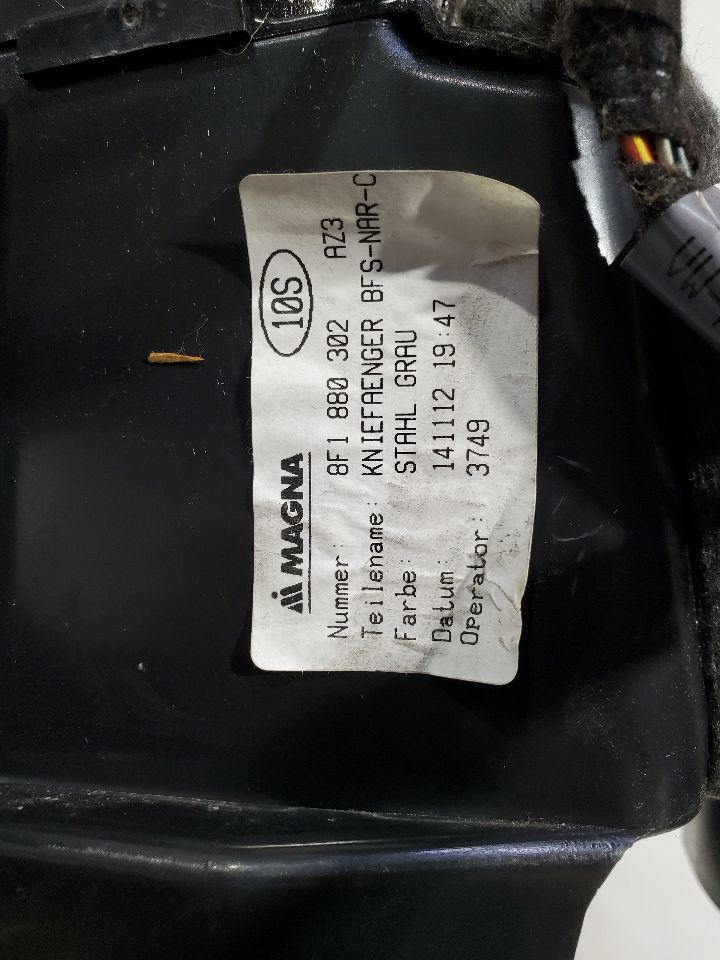 MAGNA 10S
Nummer: 8F1 880 302 AZ3
Teilename: KNIEFAENGER BFS-NAR-C
Farbe: STAHL GRAU
Datum: 141112 19:47
Operator: 3749